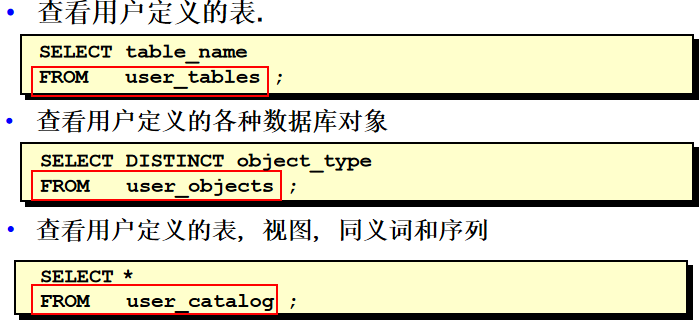 • 查看用户定义的表.
SELECT table_name
FROM   user_tables ;
• 查看用户定义的各种数据库对象
SELECT DISTINCT object_type
FROM   user_objects ;
• 查看用户定义的表, 视图, 同义词和序列
SELECT *
FROM   user_catalog ;